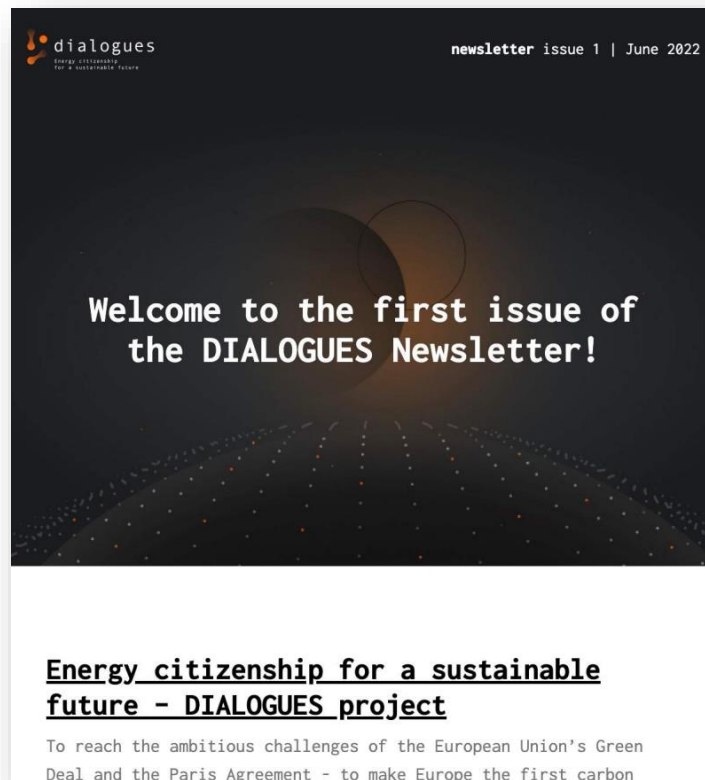 dialogues
Energy citizenship
for a sustainable future
newsletter issue 1 | June 2022
Welcome to the first issue of
the DIALOGUES Newsletter!
Energy citizenship for a sustainable
future – DIALOGUES project
To reach the ambitious challenges of the European Union’s Green
Deal and the Paris Agreement - to make Europe the first carbon